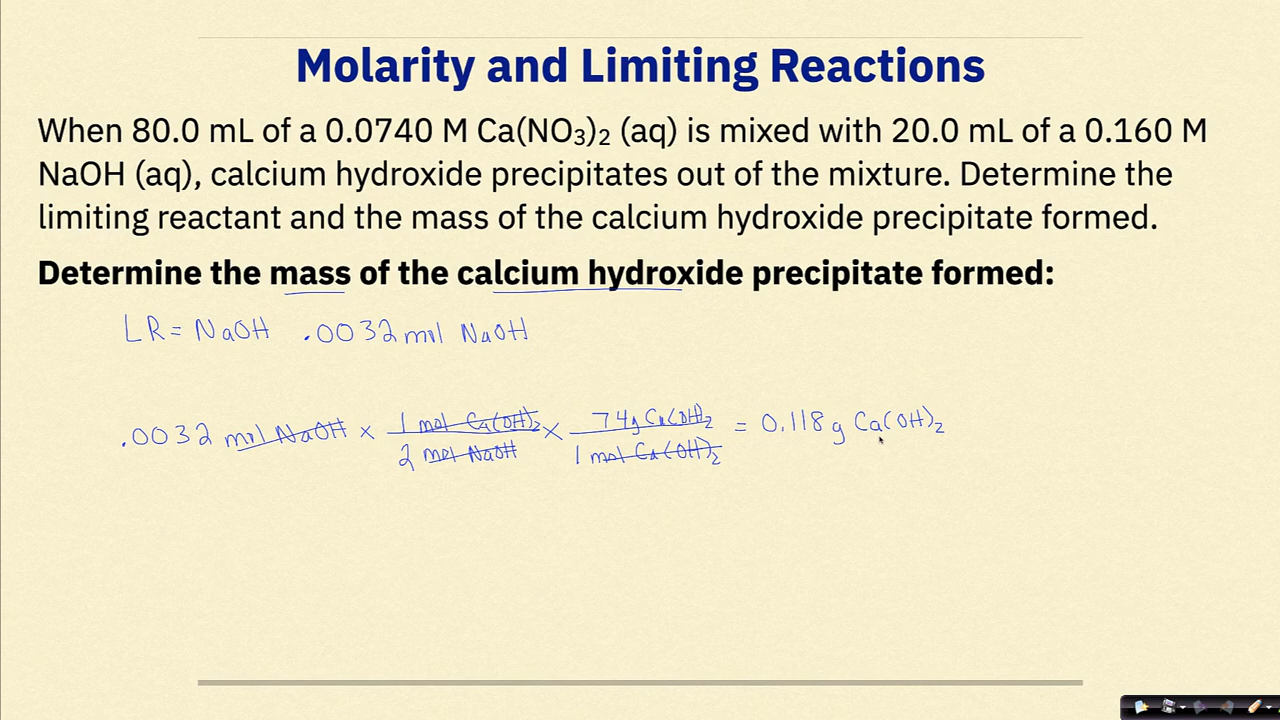 Molarity and Limiting Reactions
When 80.0 mL of a 0.0740 M Ca(NO₃)₂ (aq) is mixed with 20.0 mL of a 0.160 M
NaOH (aq), calcium hydroxide precipitates out of the mixture. Determine the
limiting reactant and the mass of the calcium hydroxide precipitate formed.
Determine the mass of the calcium hydroxide precipitate formed:
LR = NaOH .0032 mol NaOH
.0032 mol NaOH × 1 mol Ca(OH)₂ / 2 mol NaOH × 74g Ca(OH)₂ / 1 mol Ca(OH)₂ = 0.118 g Ca(OH)₂